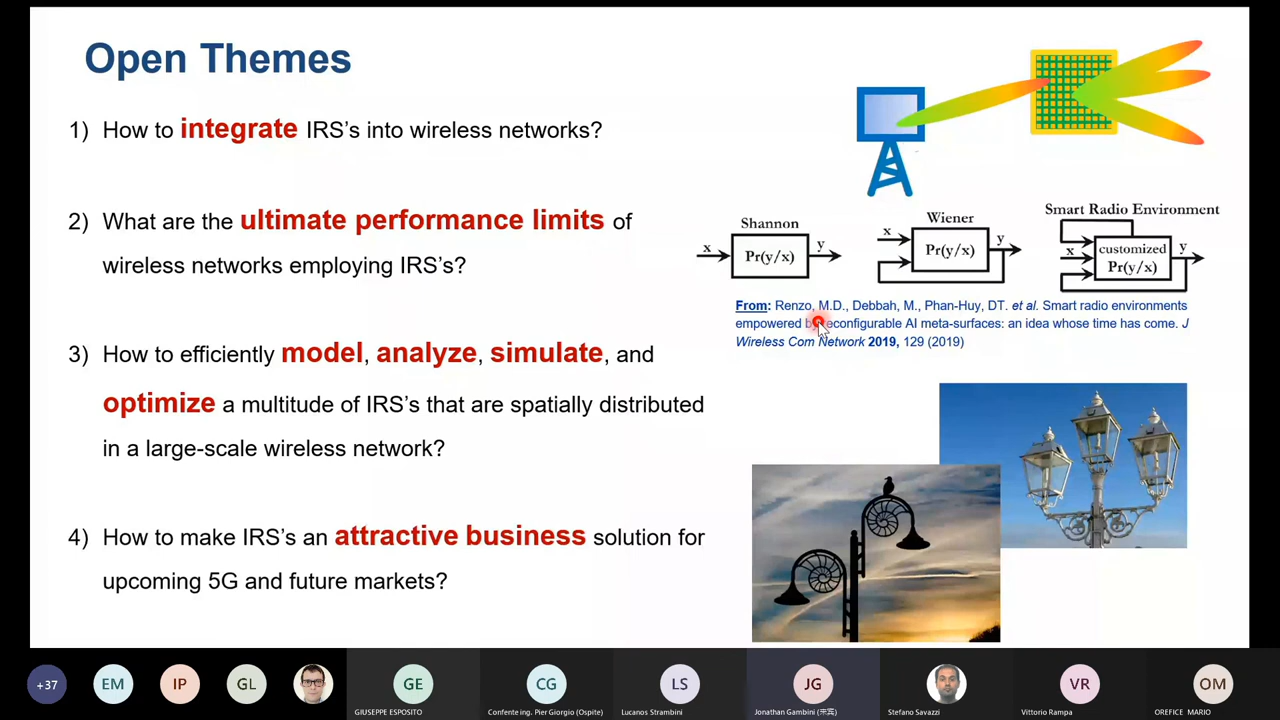 Open Themes
1) How to integrate IRS's into wireless networks?
2) What are the ultimate performance limits of
wireless networks employing IRS's?
3) How to efficiently model, analyze, simulate, and
optimize a multitude of IRS's that are spatially distributed
in a large-scale wireless network?
4) How to make IRS's an attractive business solution for
upcoming 5G and future markets?
Shannon
x
Pr(y/x)
y
Wiener
x
Pr(y/x)
y
Smart Radio Environment
x
customized
Pr(y/x)
y
From: Renzo, M.D., Debbah, M., Phan-Huy, DT. et al. Smart radio environments
empowered reconfigurable AI meta-surfaces: an idea whose time has come. J
Wireless Com Network 2019, 129 (2019)
+37
EM
IP
GL
GE
GIUSEPPE ESPOSITO
CG
Confente ing. Pier Giorgio (Ospite)
LS
Lucanos Strambini
JG
Stefano Savazzi
VR
Vittorio Rampa
OM
OREFICE MARIO
Jonathan Gambini